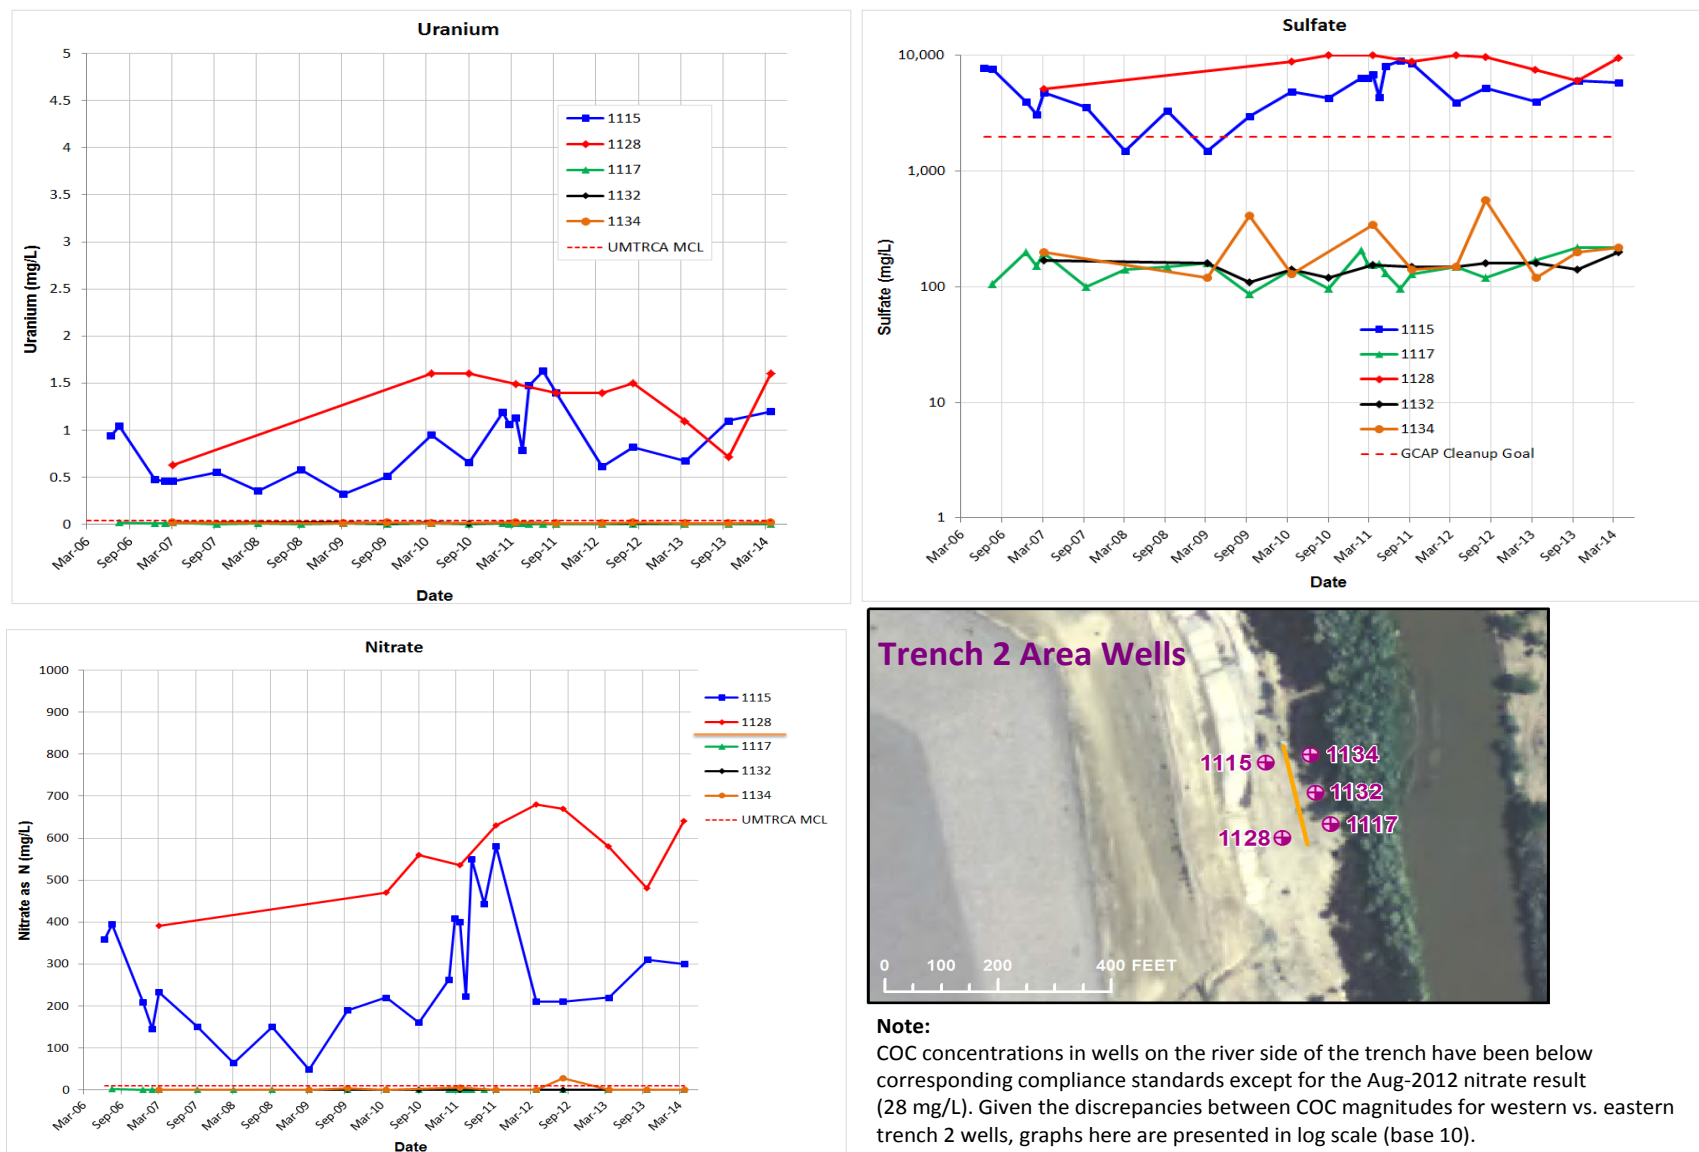 Uranium
5
4.5
4
3.5
3
2.5
2
1.5
1
0.5
0
Uranium (mg/L)
1115
1128
1117
1132
1134
UMTRCA MCL
Mar-06 Sep-06 Mar-07 Sep-07 Mar-08 Sep-08 Mar-09 Sep-09 Mar-10 Sep-10 Mar-11 Sep-11 Mar-12 Sep-12 Mar-13 Sep-13 Mar-14
Date
Sulfate
10,000
1,000
100
10
1
Sulfate (mg/L)
1115
1117
1128
1132
1134
GCAP Cleanup Goal
Mar-06 Sep-06 Mar-07 Sep-07 Mar-08 Sep-08 Mar-09 Sep-09 Mar-10 Sep-10 Mar-11 Sep-11 Mar-12 Sep-12 Mar-13 Sep-13 Mar-14
Date
Nitrate
1000
900
800
700
600
500
400
300
200
100
0
Nitrate as N (mg/L)
1115
1128
1117
1132
1134
UMTRCA MCL
Mar-06 Sep-06 Mar-07 Sep-07 Mar-08 Sep-08 Mar-09 Sep-09 Mar-10 Sep-10 Mar-11 Sep-11 Mar-12 Sep-12 Mar-13 Sep-13 Mar-14
Date
Trench 2 Area Wells
1115
1134
1132
1117
1128
0 100 200 400 FEET
Note:
COC concentrations in wells on the river side of the trench have been below
corresponding compliance standards except for the Aug-2012 nitrate result
(28 mg/L). Given the discrepancies between COC magnitudes for western vs. eastern
trench 2 wells, graphs here are presented in log scale (base 10).